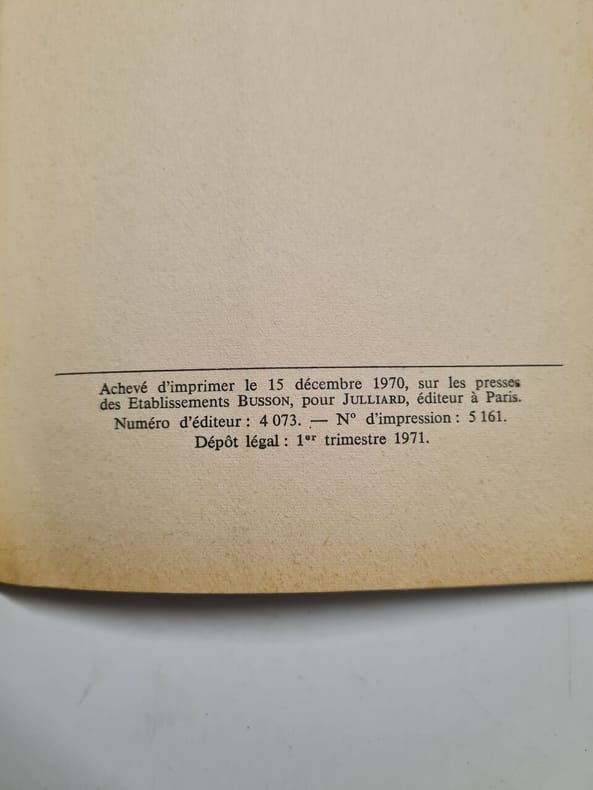 Achevé d'imprimer le 15 décembre 1970, sur les presses
des Etablissements BUSSON, pour JULLIARD, éditeur à Paris.
Numéro d'éditeur : 4 073. — N° d'impression : 5 161.
Dépôt légal : 1er trimestre 1971.